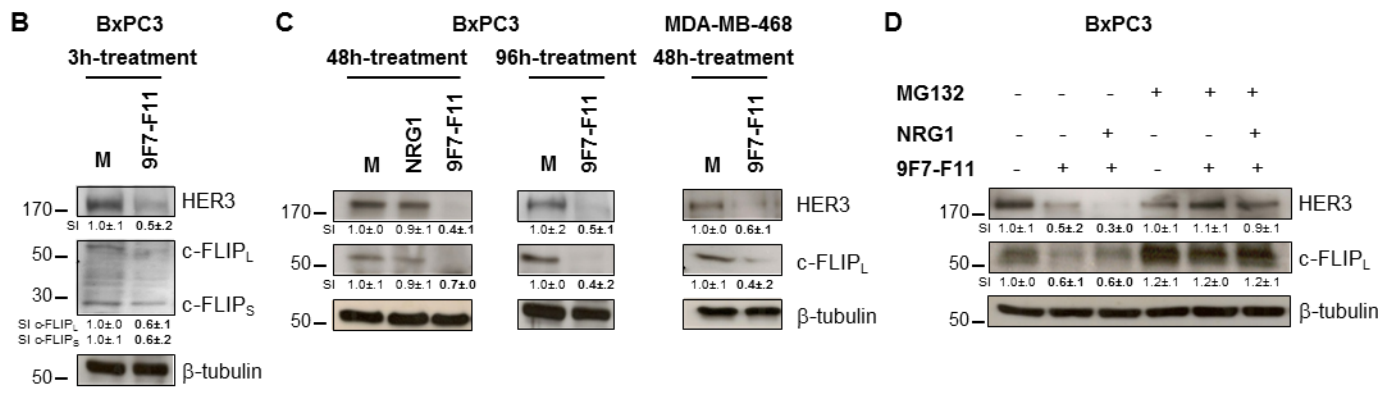 B BxPC3
3h-treatment
M 9F7-F11
170 HER3
SI 1.0±.1 0.5±.2
50 c-FLIPL
30 c-FLIPS
SI c-FLIPL 1.0±.0 0.6±.1
SI c-FLIPS 1.0±.1 0.6±.2
50 β-tubulin
C BxPC3 MDA-MB-468
48h-treatment 96h-treatment 48h-treatment
M NRG1 9F7-F11 M 9F7-F11 M 9F7-F11
170 HER3
SI 1.0±.0 0.9±.1 0.4±.1 1.0±.2 0.5±.1 1.0±.0 0.6±.1
50 c-FLIPL
SI 1.0±.1 0.9±.1 0.7±.0 1.0±.1 0.4±.2 1.0±.1 0.4±.2
50 β-tubulin
D BxPC3
MG132 - - - + + +
NRG1 - - + - - +
9F7-F11 - + + - + +
170 HER3
SI 1.0±.1 0.5±.2 0.3±.0 1.0±.1 1.1±.1 0.9±.1
50 c-FLIPL
SI 1.0±.0 0.6±.1 0.6±.0 1.2±.1 1.2±.0 1.2±.1
50 β-tubulin